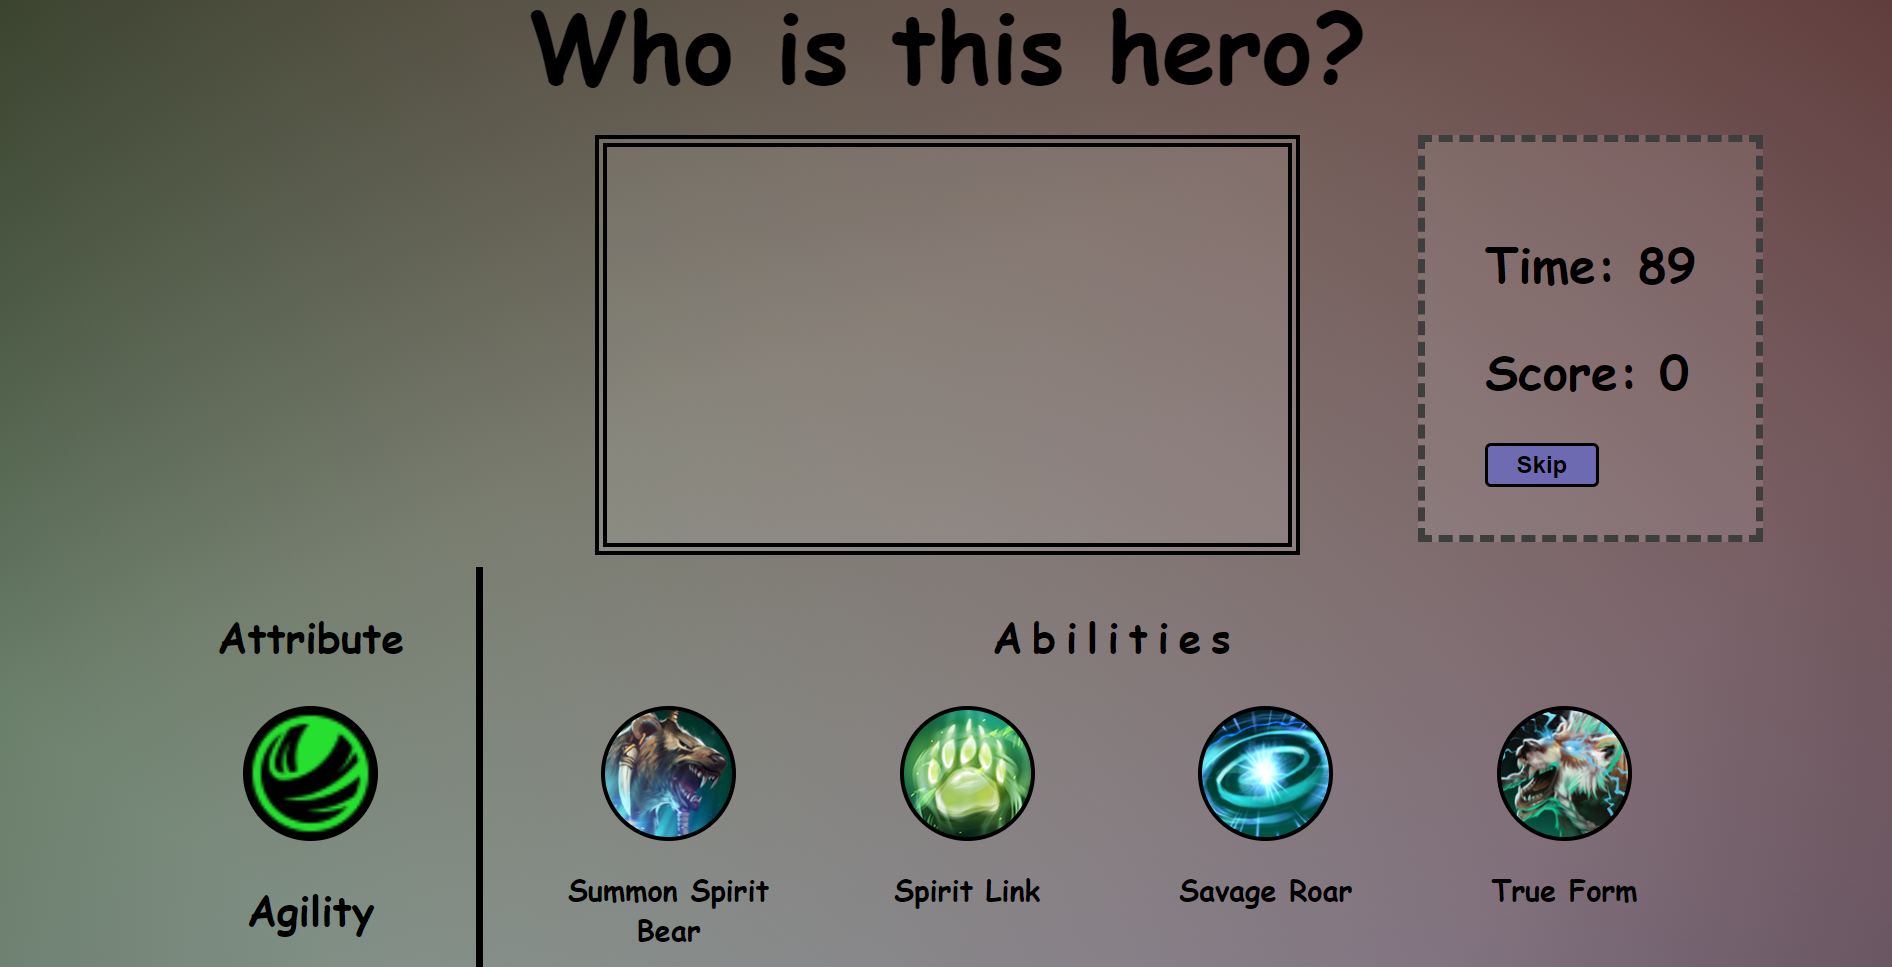 Who is this hero?
Time: 89
Score: 0
Skip
Attribute
Abilities
Agility
Summon Spirit
Bear
Spirit Link
Savage Roar
True Form